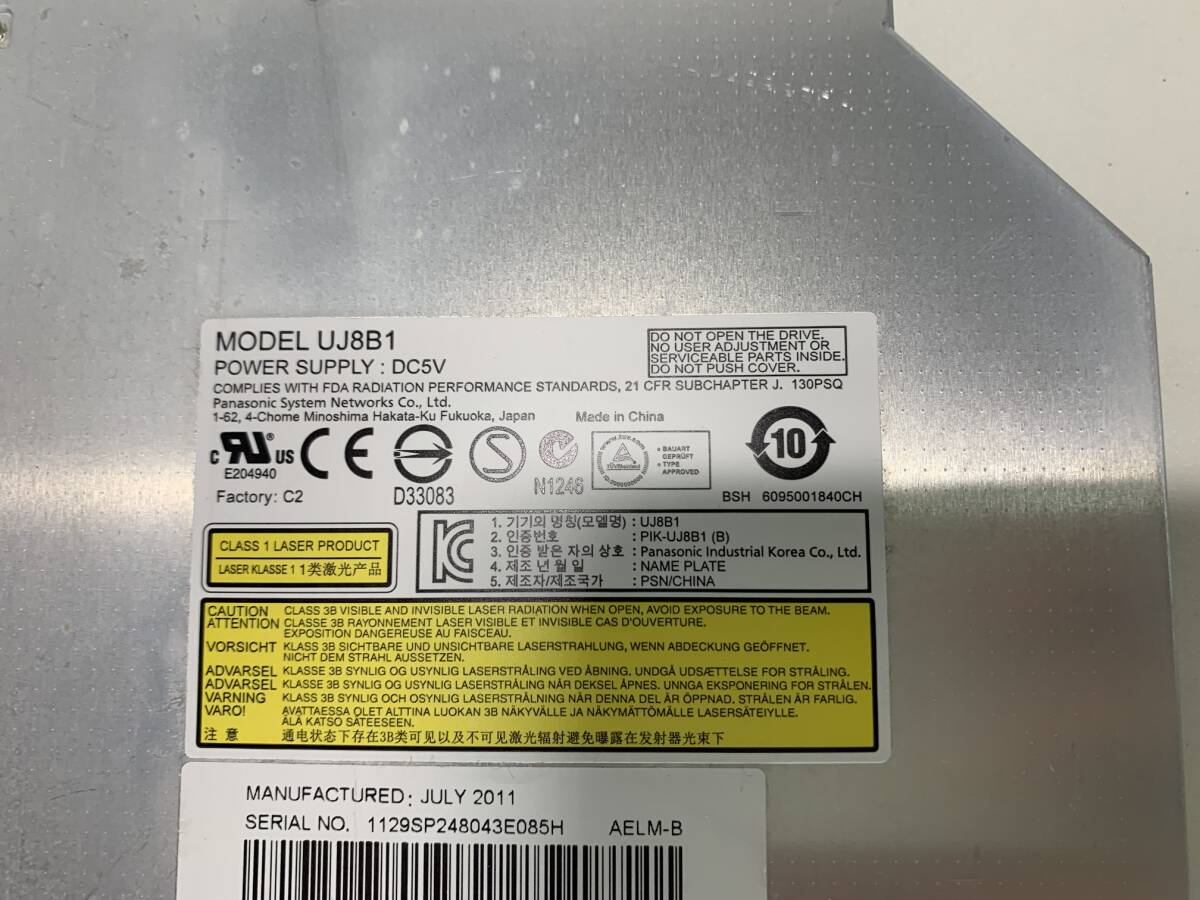 MODEL UJ8B1
POWER SUPPLY : DC5V
DO NOT OPEN THE DRIVE.
NO USER ADJUSTMENT OR
SERVICEABLE PARTS INSIDE.
DO NOT PUSH COVER.
COMPLIES WITH FDA RADIATION PERFORMANCE STANDARDS, 21 CFR SUBCHAPTER J. 130PSQ
Panasonic System Networks Co., Ltd.
1-62, 4-Chome Minoshima Hakata-Ku Fukuoka, Japan Made in China
c RU® US
E204940
CE
D33083
S
N1246
www.tuv.com
TÜVRheinland
ID:0000000000
• BAUART
GEPRÜFT
• TYPE
APPROVED
10
Factory: C2
BSH 6095001840CH
CLASS 1 LASER PRODUCT
LASER KLASSE 1 1类激光产品
1. 기기의 명칭(모델명) : UJ8B1
2. 인증번호 : PIK-UJ8B1 (B)
3. 인증 받은 자의 상호 : Panasonic Industrial Korea Co., Ltd.
4. 제조 년 월 일 : NAME PLATE
5. 제조자/제조국가 : PSN/CHINA
CAUTION CLASS 3B VISIBLE AND INVISIBLE LASER RADIATION WHEN OPEN, AVOID EXPOSURE TO THE BEAM.
ATTENTION CLASSE 3B RAYONNEMENT LASER VISIBLE ET INVISIBLE CAS D'OUVERTURE.
EXPOSITION DANGEREUSE AU FAISCEAU.
VORSICHT KLASS 3B SICHTBARE UND UNSICHTBARE LASERSTRAHLUNG, WENN ABDECKUNG GEÖFFNET.
NICHT DEM STRAHL AUSSETZEN.
ADVARSEL KLASSE 3B SYNLIG OG USYNLIG LASERSTRÅLING VED ÅBNING. UNDGÅ UDSÆTTELSE FOR STRÅLING.
ADVARSEL KLASSE 3B SYNLIG OG USYNLIG LASERSTRÅLING NÅR DEKSEL ÅPNES. UNNGA EKSPONERING FOR STRÅLEN.
VARNING KLASS 3B SYNLIG OCH OSYNLIG LASERSTRÅLNING NÄR DENNA DEL ÄR ÖPPNAD. STRÅLEN ÄR FARLIG.
VARO! AVATTAESSA OLET ALTTINA LUOKAN 3B NÄKYVÄLLE JA NÄKYMÄTTÖMÄLLE LASERSÄTEIYLLE.
ÄLÄ KATSO SÄTEESEEN.
注 意 通电状态下存在3B类可见以及不可见激光辐射避免曝露在发射器光束下
MANUFACTURED: JULY 2011
SERIAL NO. 1129SP248043E085H AELM-B